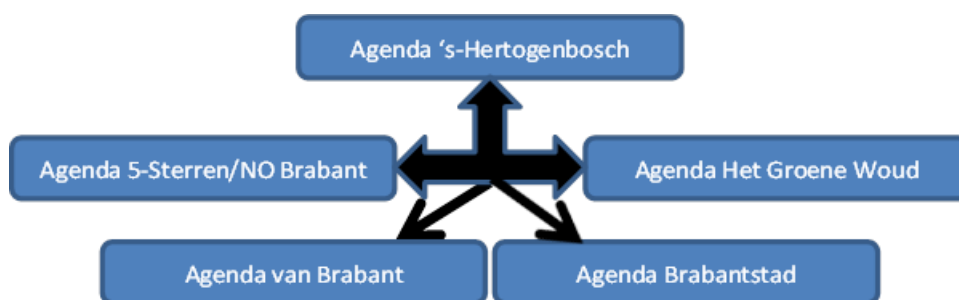 Agenda ‘s-Hertogenbosch
Agenda 5-Sterren/NO Brabant
Agenda Het Groene Woud
Agenda van Brabant
Agenda Brabantstad